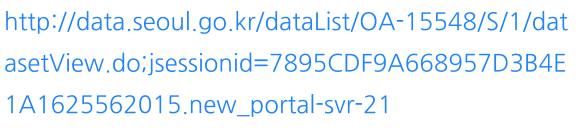 http://data.seoul.go.kr/dataList/OA-15548/S/1/dat
asetView.do;jsessionid=7895CDF9A668957D3B4E
1A1625562015.new_portal-svr-21